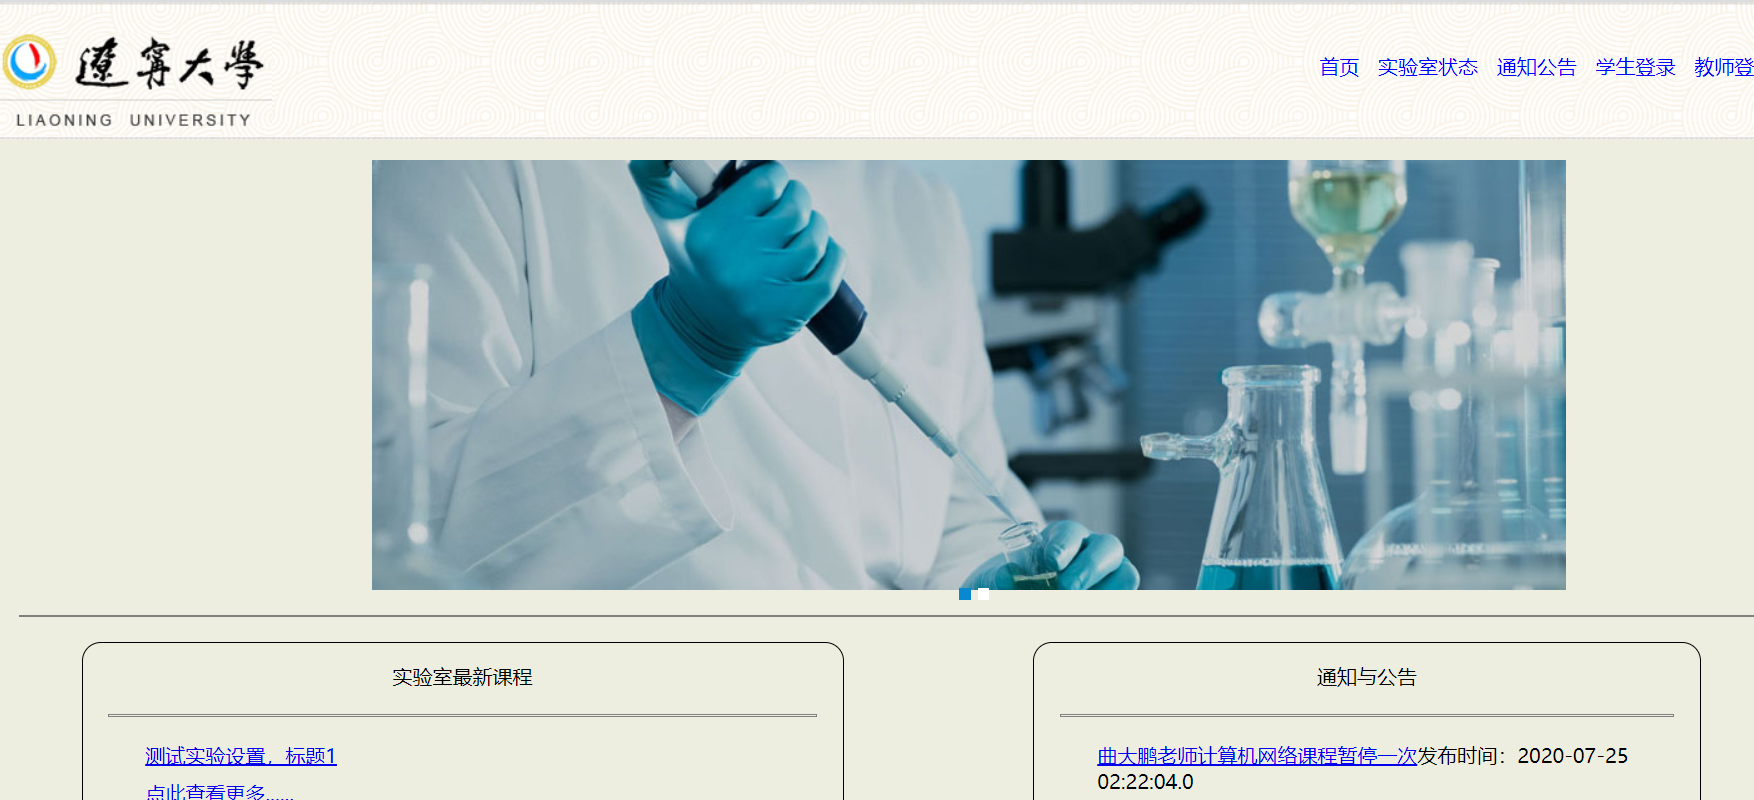 遼寧大學
LIAONING UNIVERSITY
首页 实验室状态 通知公告 学生登录 教师登
实验室最新课程
测试实验设置，标题1
点此查看更多......
通知与公告
曲大鹏老师计算机网络课程暂停一次发布时间：2020-07-25
02:22:04.0